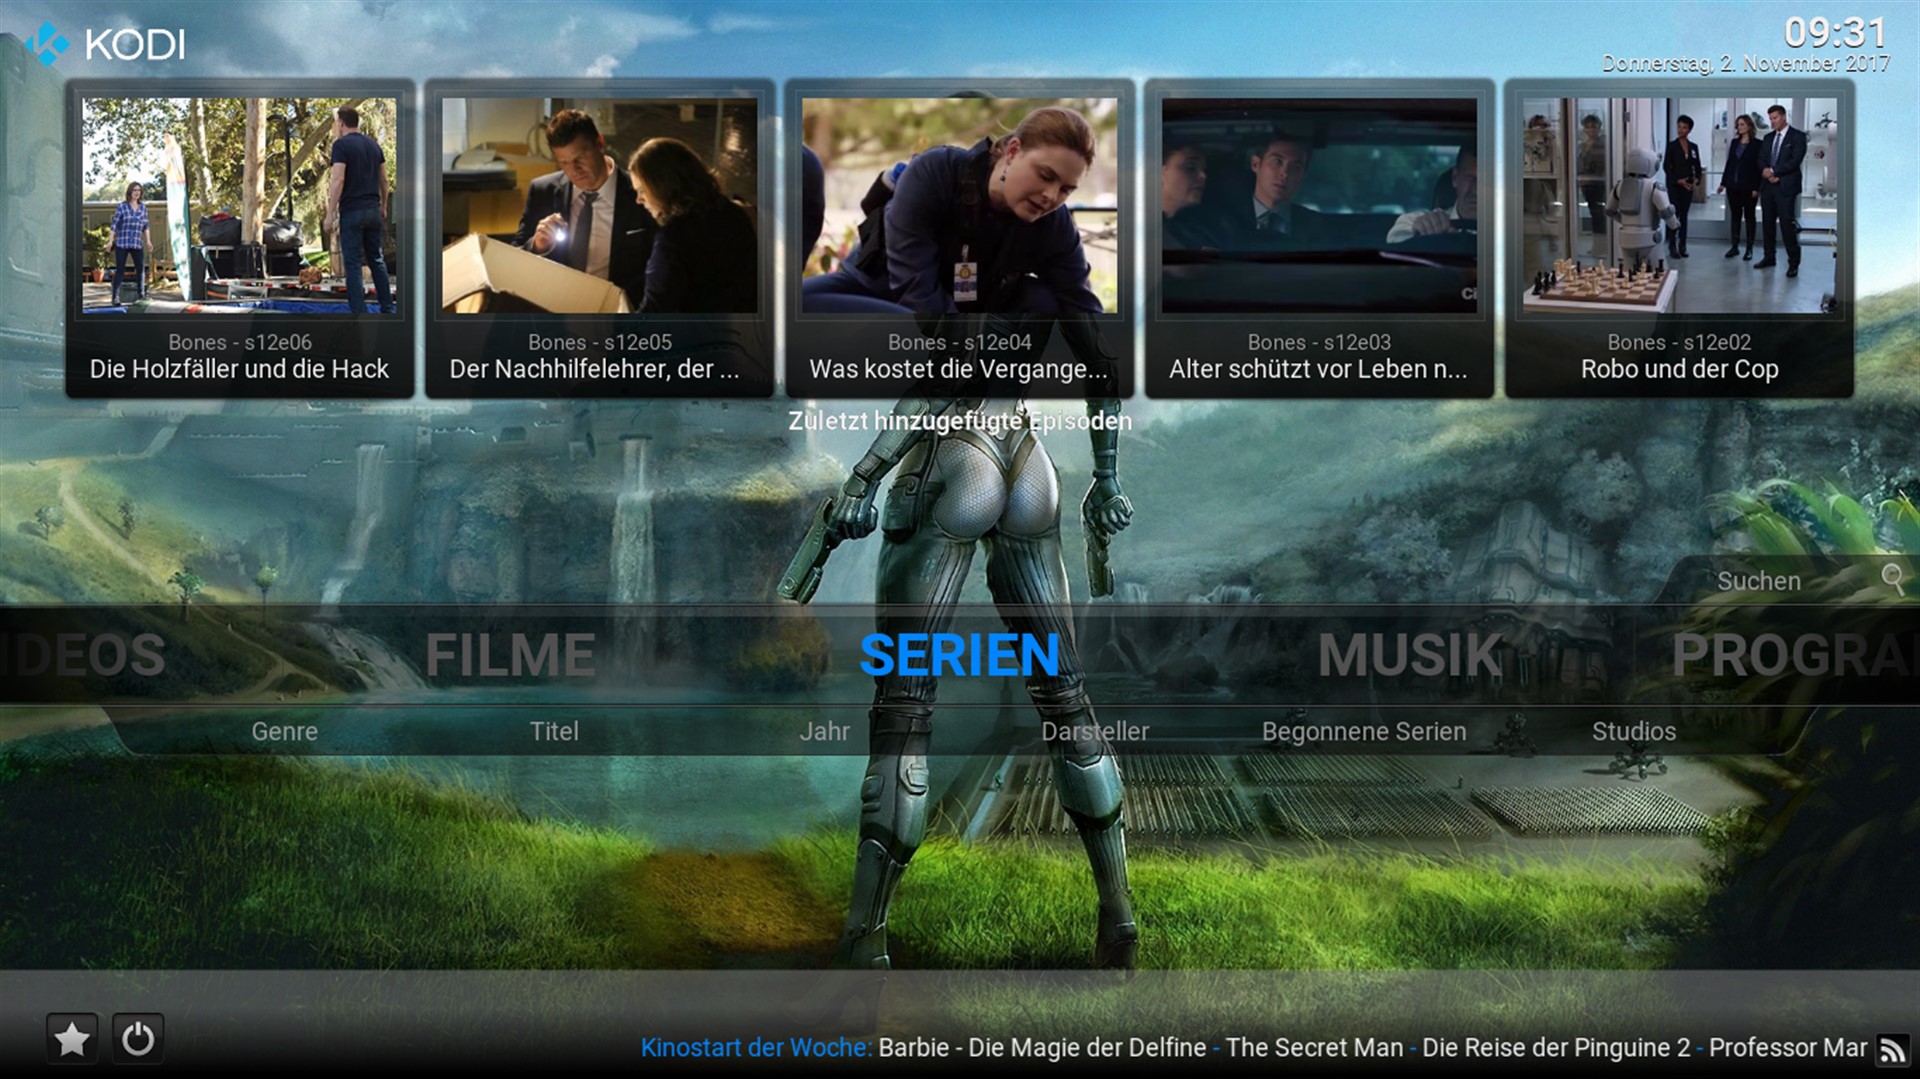 KODI
09:31
Donnerstag, 2. November 2017
Bones - s12e06
Die Holzfäller und die Hack
Bones - s12e05
Der Nachhilfelehrer, der ...
Bones - s12e04
Was kostet die Vergange...
Bones - s12e03
Alter schützt vor Leben n...
Bones - s12e02
Robo und der Cop
Zuletzt hinzugefügte Episoden
Suchen
IDEOS
FILME
SERIEN
MUSIK
PROGRA
Genre
Titel
Jahr
Darsteller
Begonnene Serien
Studios
Kinostart der Woche: Barbie - Die Magie der Delfine - The Secret Man - Die Reise der Pinguine 2 - Professor Mar